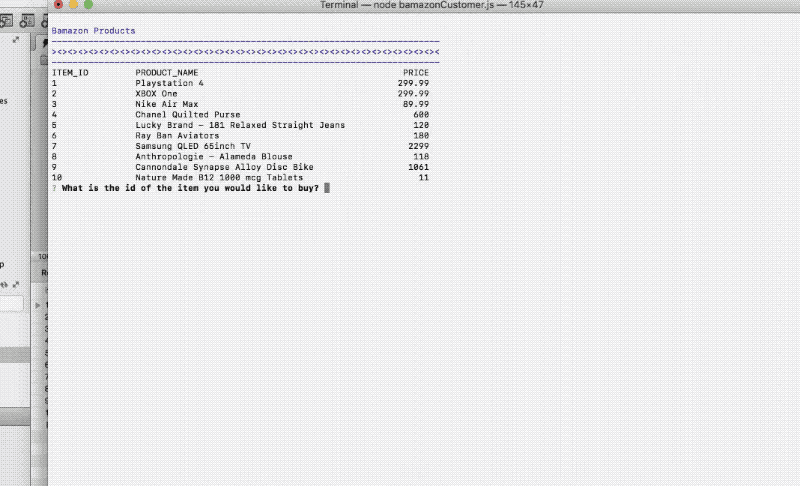 Terminal — node bamazonCustomer.js — 145×47
Bamazon Products
><><><><><><><><><><><><><><><><><><><><><><><><><><><><><><><><><><><><><
ITEM_ID PRODUCT_NAME PRICE
1 Playstation 4 299.99
2 XBOX One 299.99
3 Nike Air Max 89.99
4 Chanel Quilted Purse 600
5 Lucky Brand - 181 Relaxed Straight Jeans 120
6 Ray Ban Aviators 180
7 Samsung QLED 65inch TV 2299
8 Anthropologie - Alameda Blouse 118
9 Cannondale Synapse Alloy Disc Bike 1061
10 Nature Made B12 1000 mcg Tablets 11
? What is the id of the item you would like to buy?